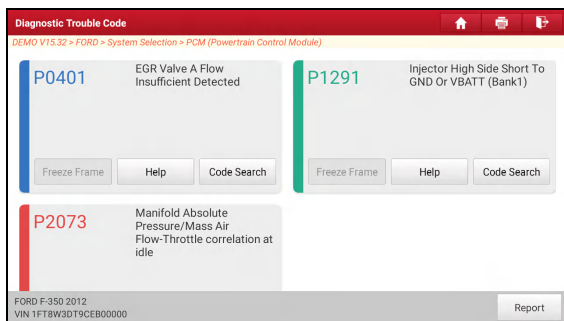 Diagnostic Trouble Code
DEMO V15.32 > FORD > System Selection > PCM (Powertrain Control Module)
P0401
EGR Valve A Flow
Insufficient Detected
Freeze Frame
Help
Code Search
P1291
Injector High Side Short To
GND Or VBATT (Bank1)
Freeze Frame
Help
Code Search
P2073
Manifold Absolute
Pressure/Mass Air
Flow-Throttle correlation at
idle
FORD F-350 2012
VIN 1FT8W3DT9CEB00000
Report